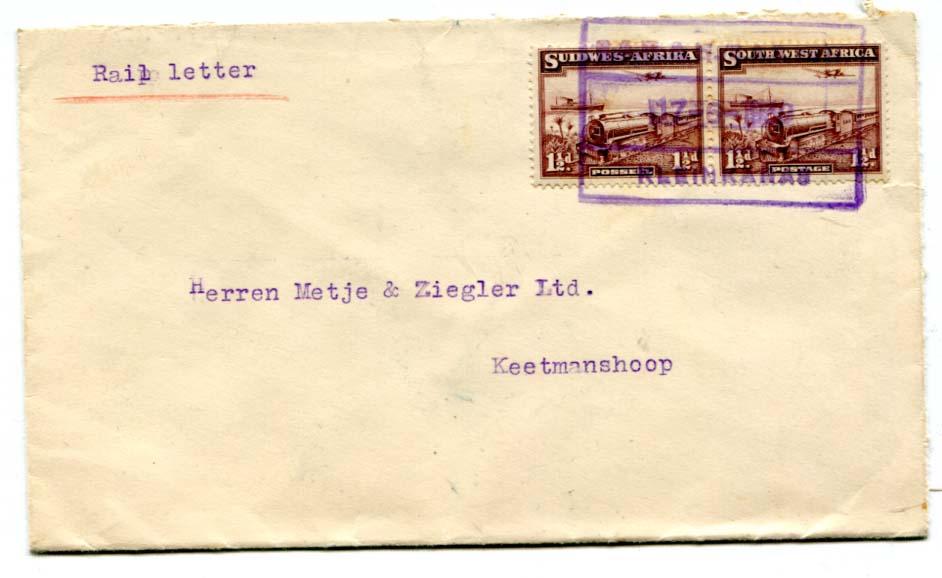 Rail letter
SUIDWES-AFRIKA SOUTH WEST AFRICA
1½d. POSSEËL 1½d. 1½d. POSTAGE 1½d.
Herren Metje & Ziegler Ltd.
Keetmanshoop